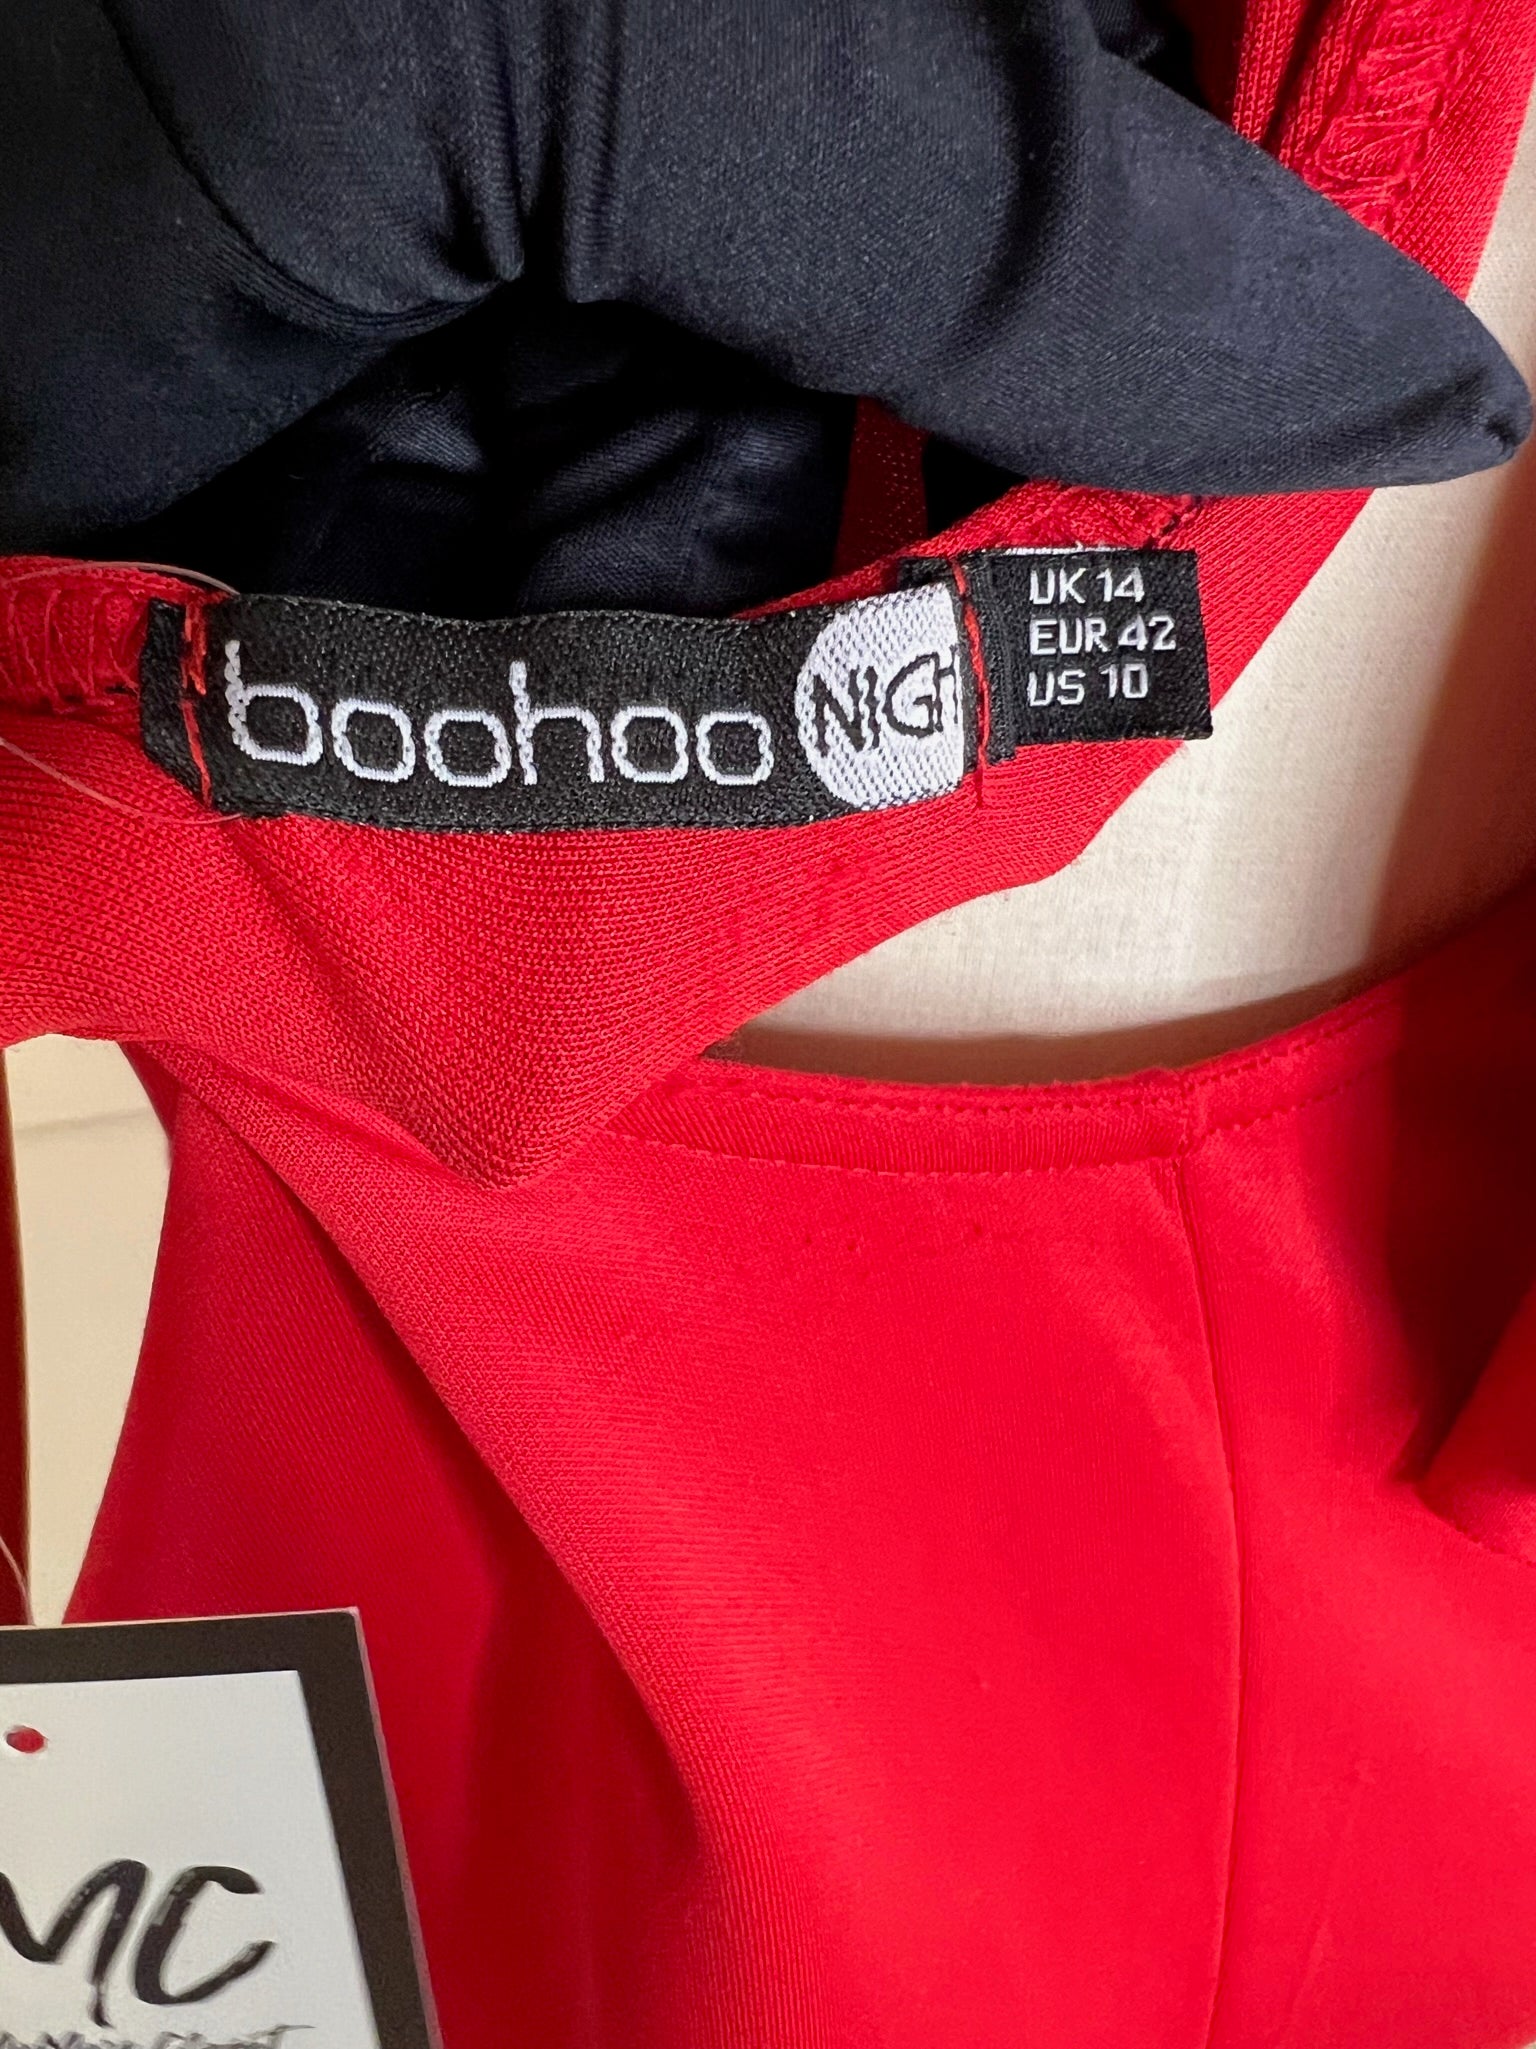 boohoo NIGH
UK 14
EUR 42
US 10
MC